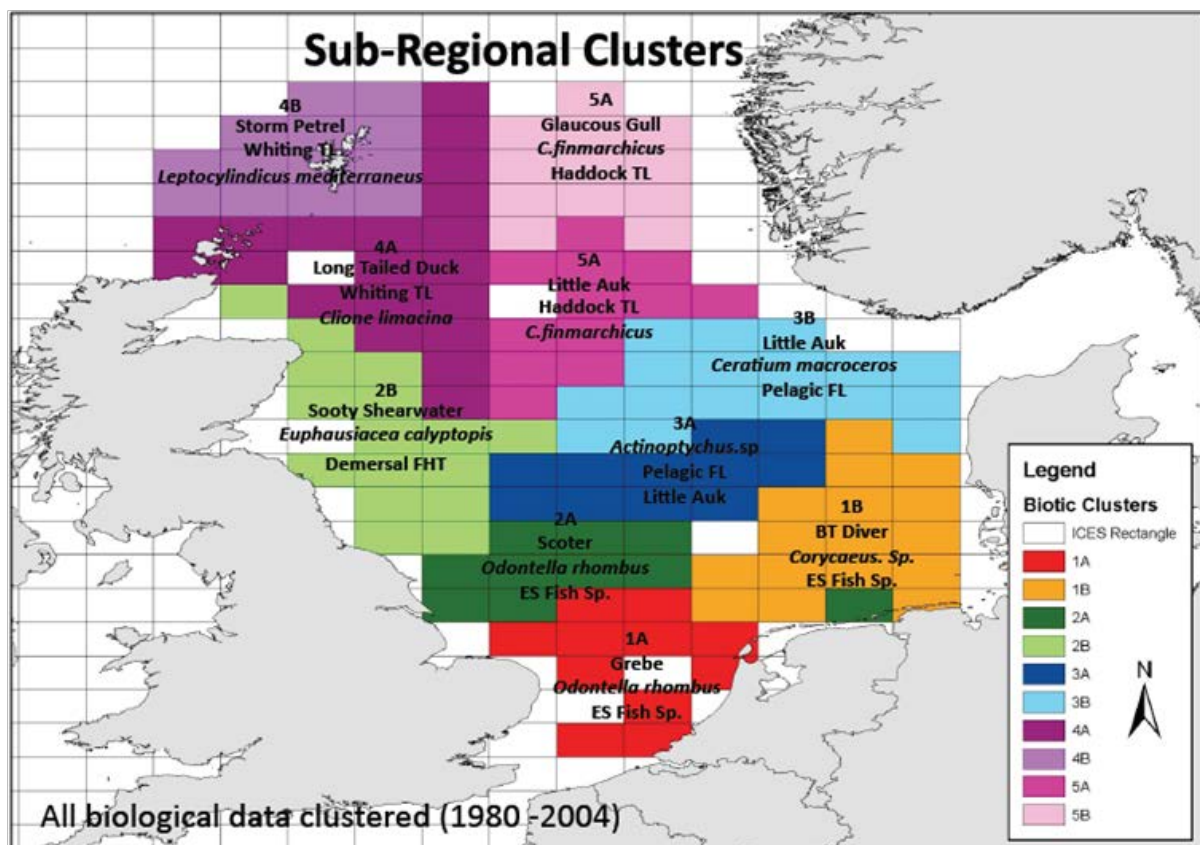 Sub-Regional Clusters
4B
Storm Petrel
Whiting TL
Leptocylindicus mediterraneus
5A
Glaucous Gull
C.finmarchicus
Haddock TL
4A
Long Tailed Duck
Whiting TL
Clione limacina
5A
Little Auk
Haddock TL
C.finmarchicus
3B
Little Auk
Ceratium macroceros
Pelagic FL
2B
Sooty Shearwater
Euphausiacea calyptopis
Demersal FHT
3A
Actinoptychus.sp
Pelagic FL
Little Auk
2A
Scoter
Odontella rhombus
ES Fish Sp.
1B
BT Diver
Corycaeus. Sp.
ES Fish Sp.
1A
Grebe
Odontella rhombus
ES Fish Sp.
Legend
Biotic Clusters
ICES Rectangle
1A
1B
2A
2B
3A
3B
4A
4B
5A
5B
N
All biological data clustered (1980 -2004)